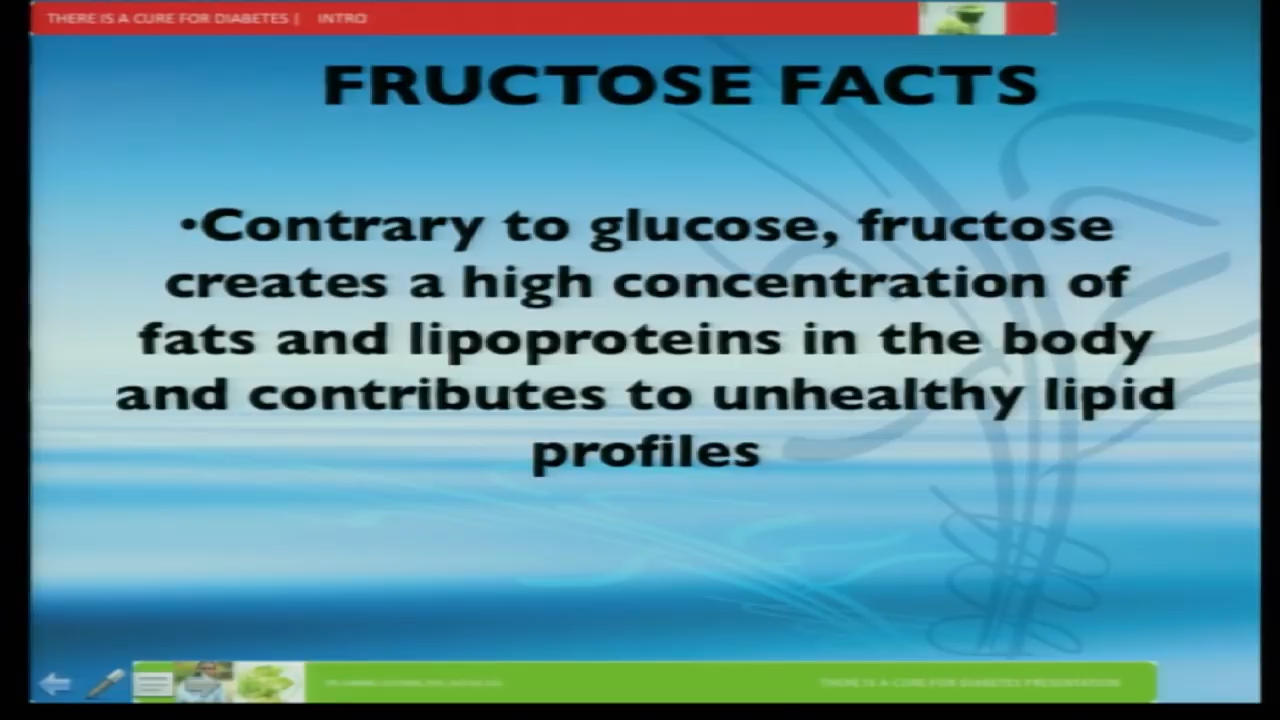 THERE IS A CURE FOR DIABETES | INTRO
FRUCTOSE FACTS
•Contrary to glucose, fructose
creates a high concentration of
fats and lipoproteins in the body
and contributes to unhealthy lipid
profiles
THERE IS A CURE FOR DIABETES PRESENTATION